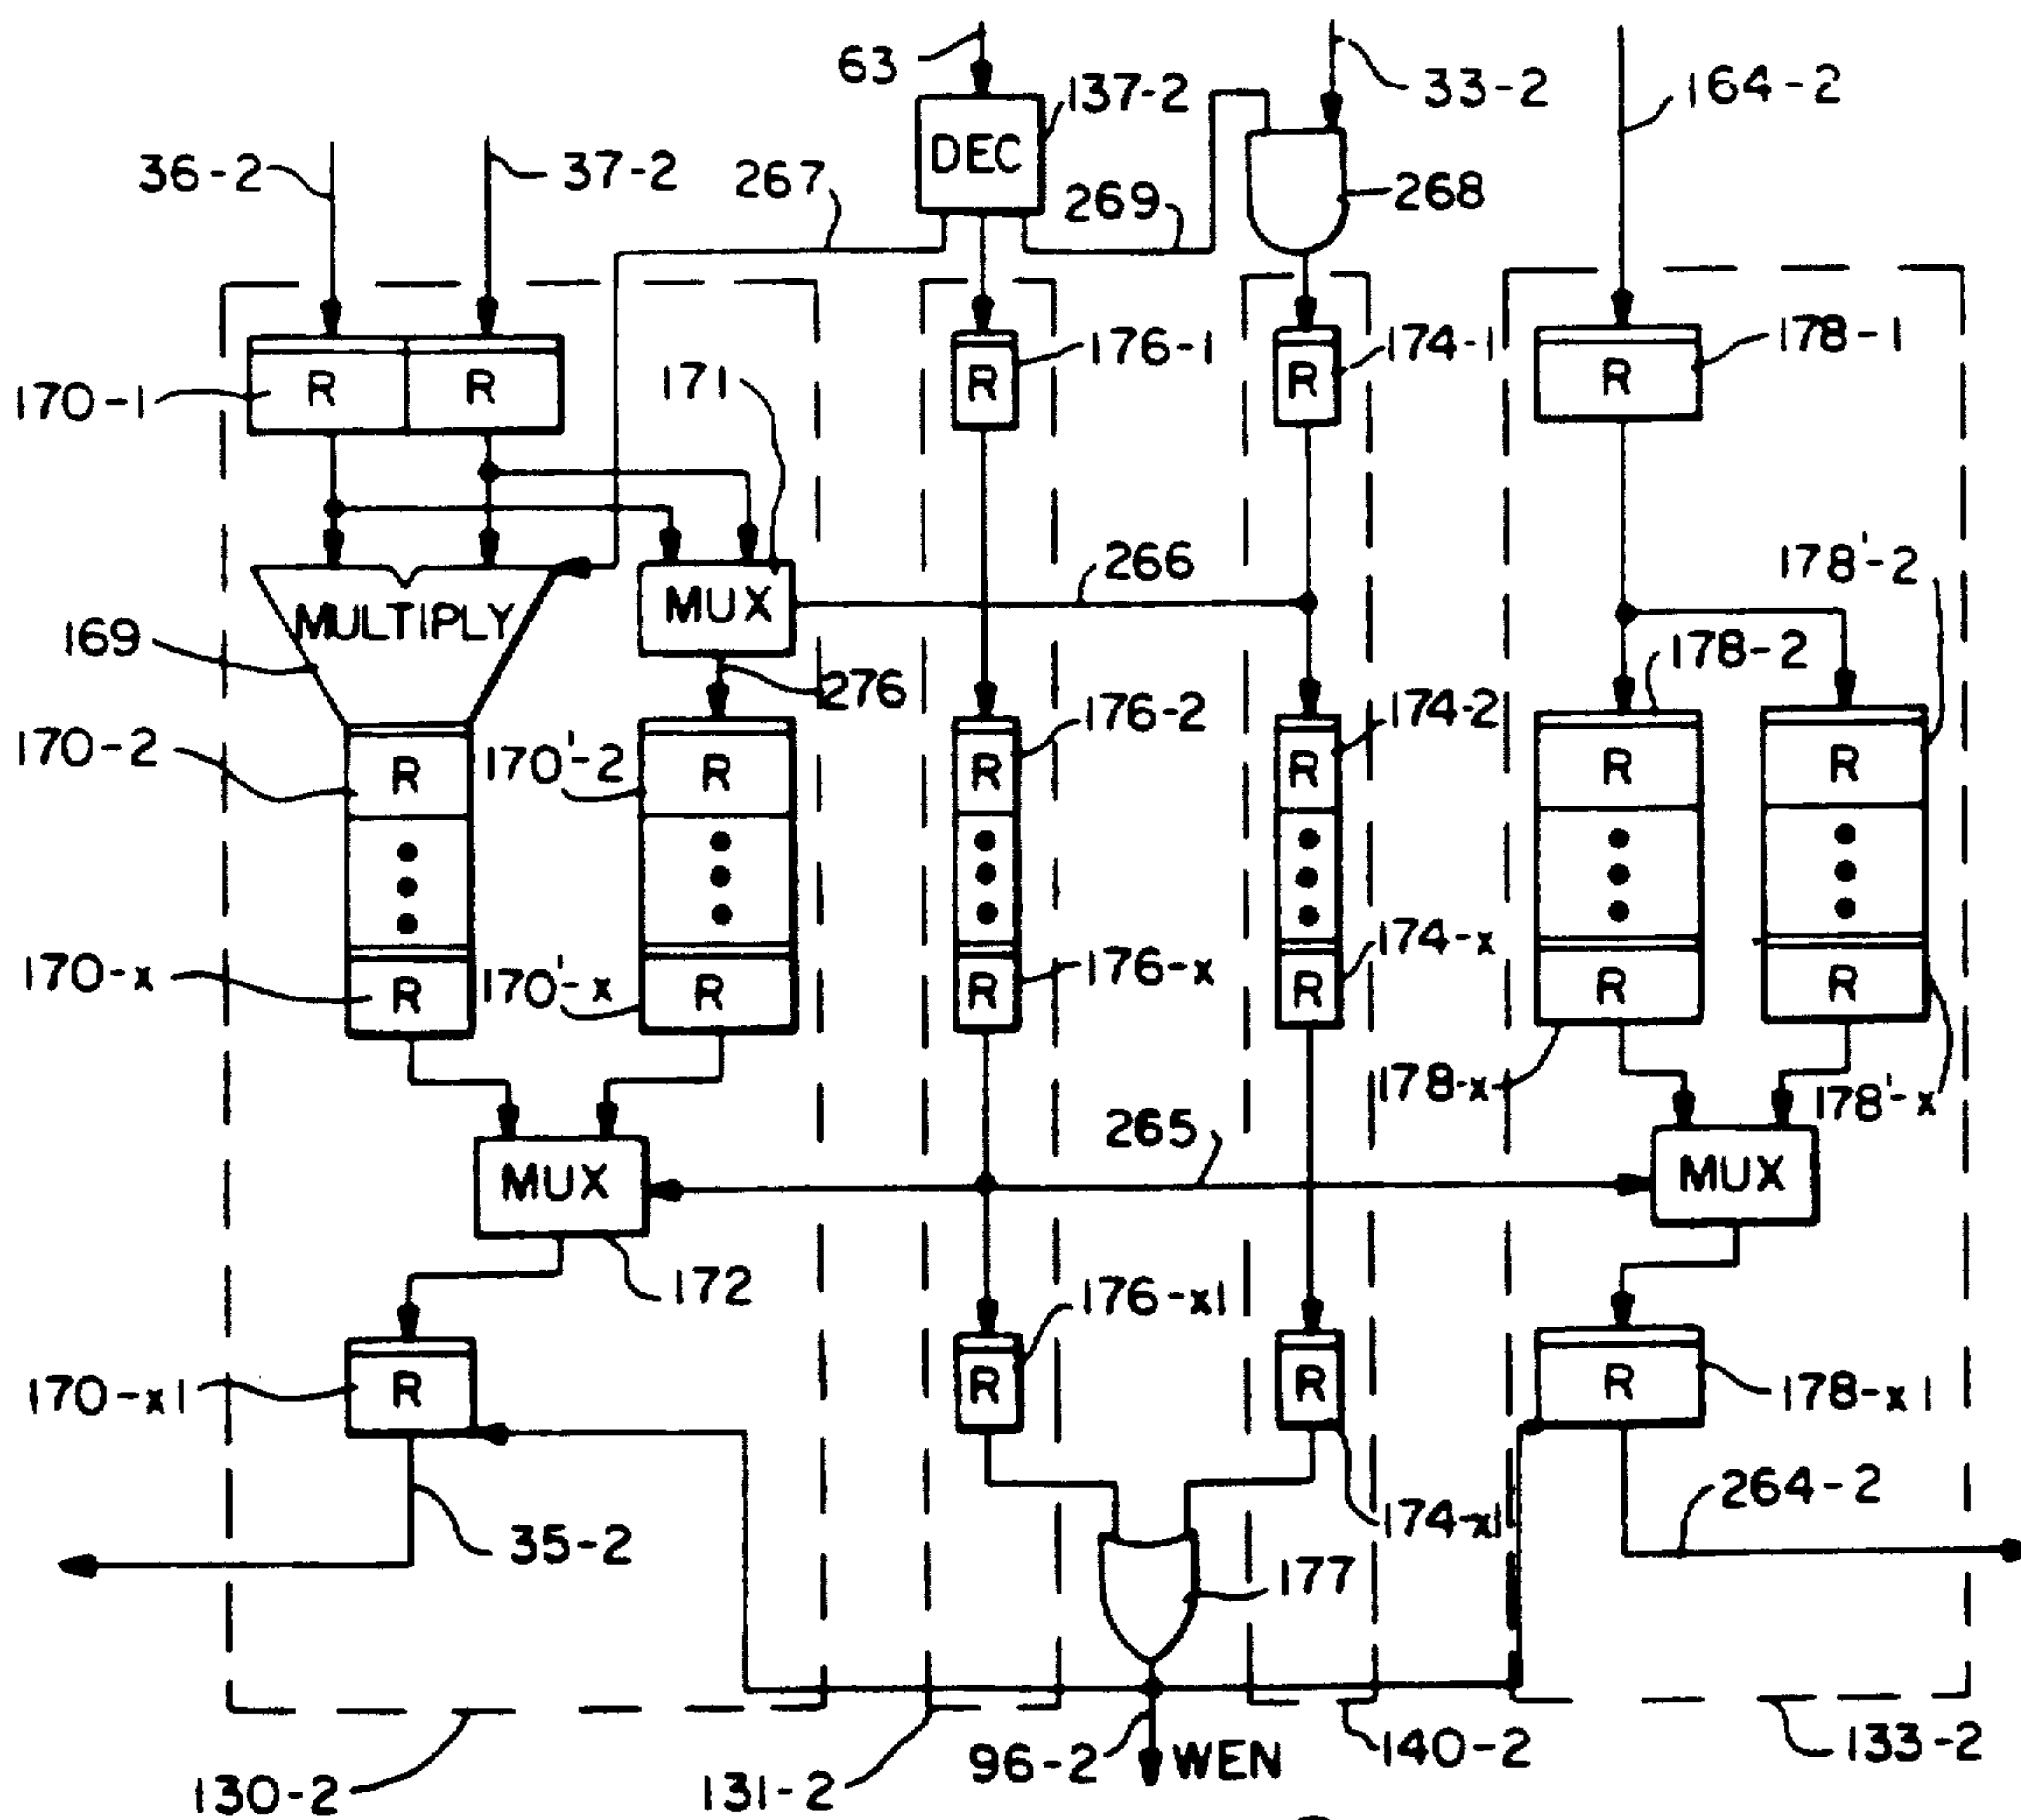 63
33-2
164-2
137-2
DEC
36-2
37-2
267
269
268
176-1
174-1
178-1
170-1
R
R
171
R
R
R
266
178'-2
MULTIPLY
MUX
169
276
178-2
170-2
170'-2
176-2
174-2
R
R
R
R
R
R
170-x
170'-x
176-x
174-x
R
R
R
R
R
R
178-x
178'-x
265
MUX
MUX
172
176-x1
170-x1
R
R
R
R
178-x1
264-2
174-x1
35-2
177
96-2
WEN
140-2
133-2
130-2
131-2